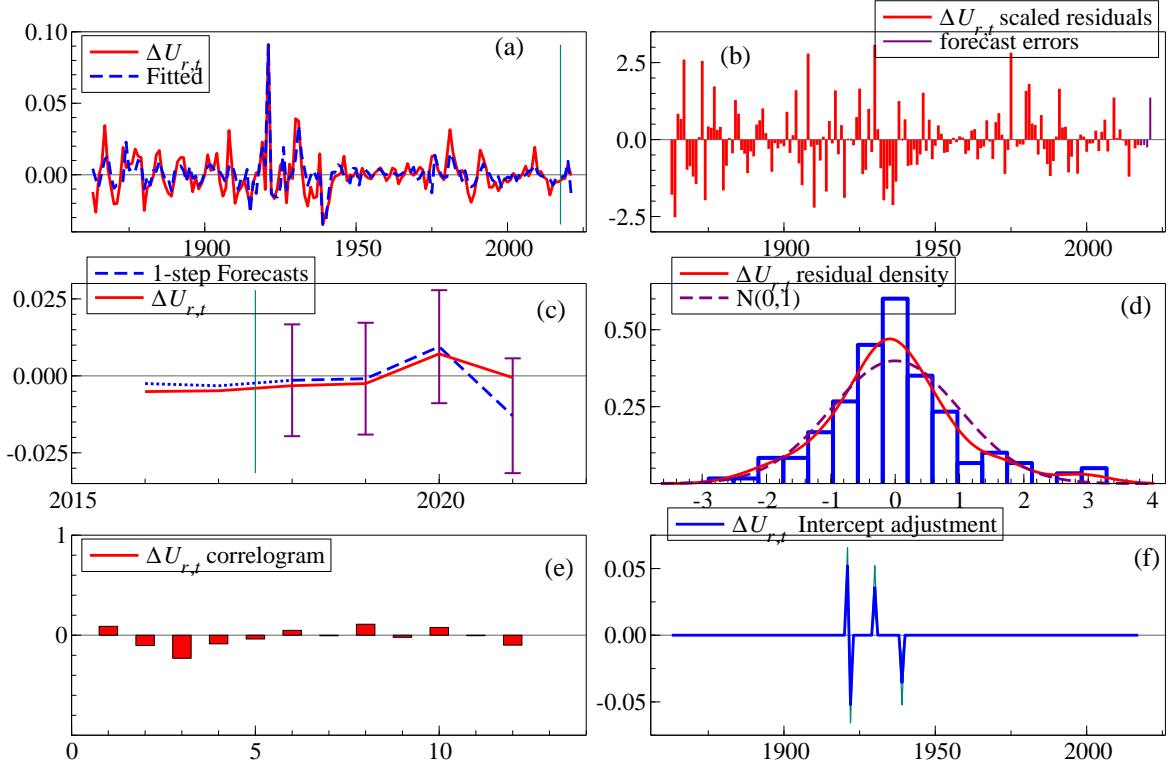 ΔU_{r,t}
Fitted
(a)
0.10
0.05
0.00
1900 1950 2000
ΔU_{r,t} scaled residuals
forecast errors
(b)
2.5
0.0
-2.5
1900 1950 2000
1-step Forecasts
ΔU_{r,t}
(c)
0.025
0.000
-0.025
2015 2020
ΔU_{r,t} residual density
N(0,1)
(d)
0.50
0.25
-3 -2 -1 0 1 2 3 4
ΔU_{r,t} correlogram
(e)
1
0
0 5 10
ΔU_{r,t} Intercept adjustment
(f)
0.05
0.00
-0.05
1900 1950 2000